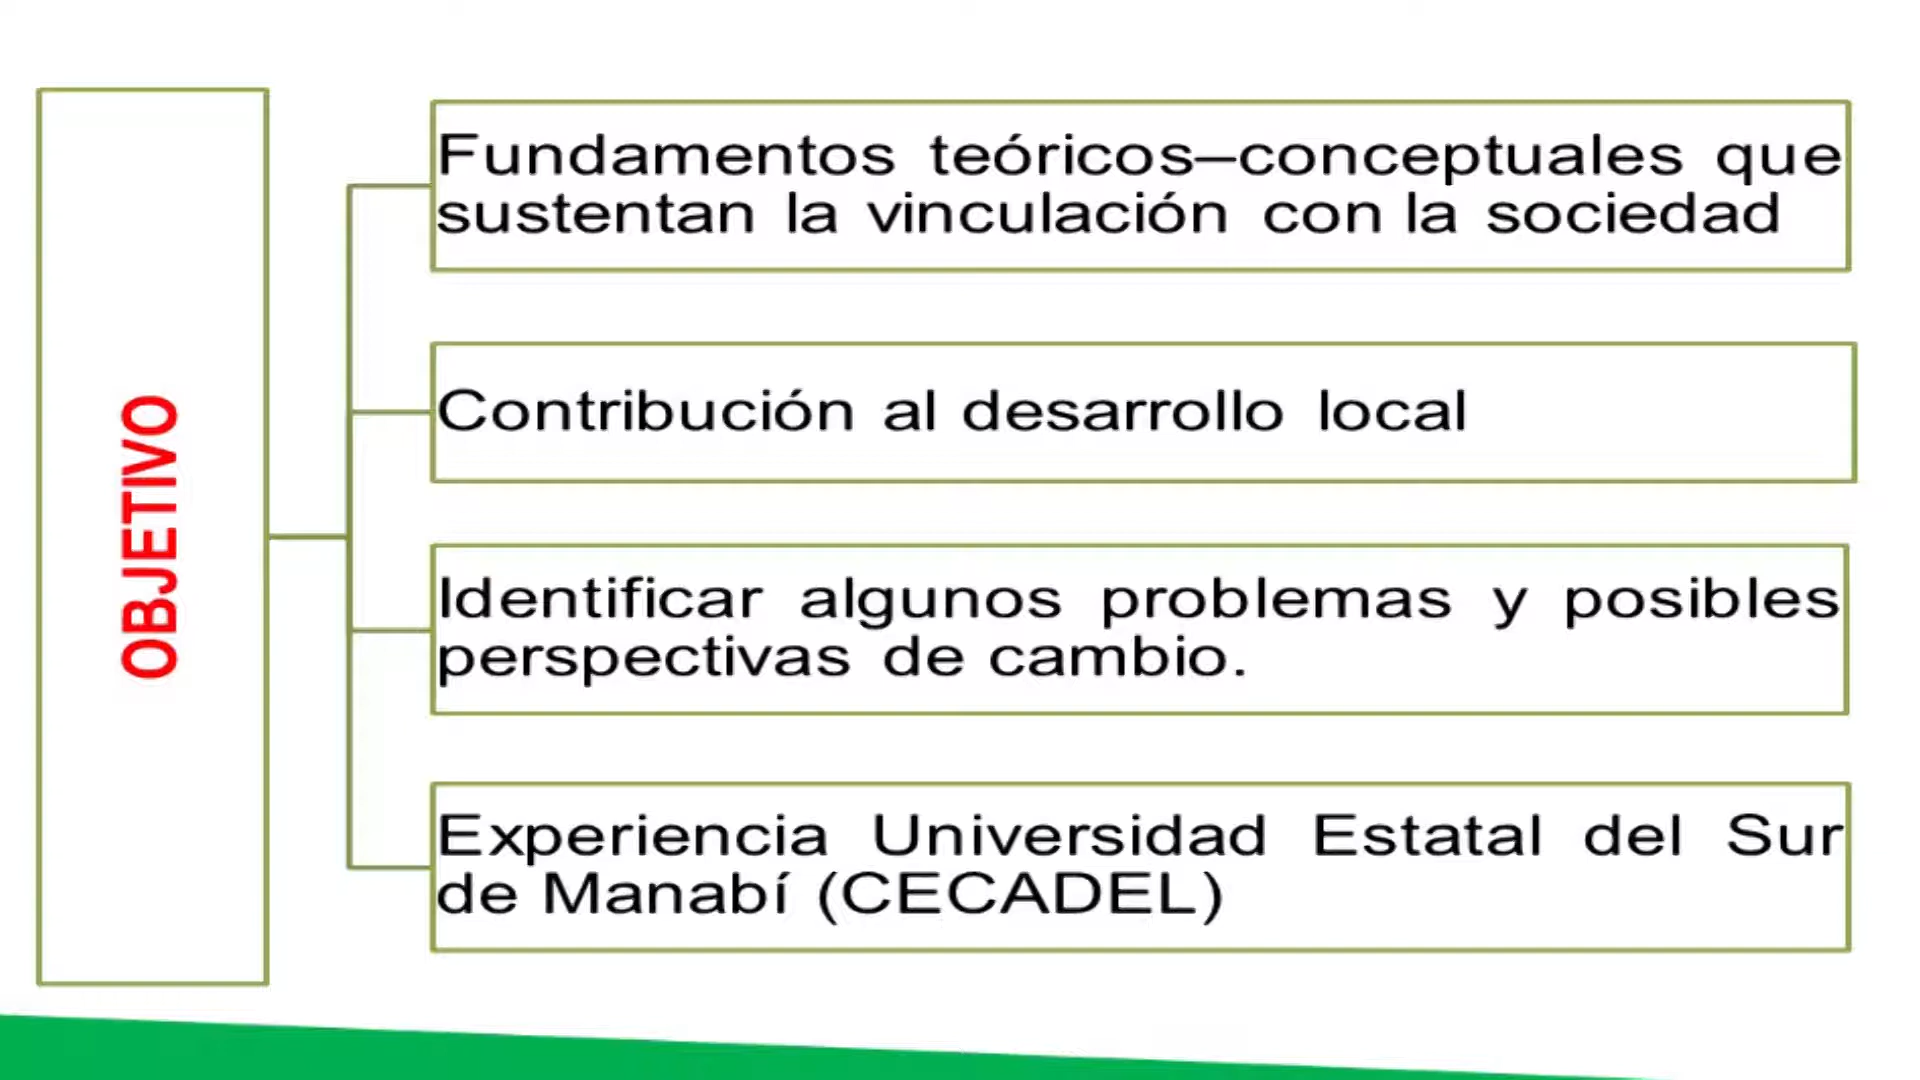 OBJETIVO
Fundamentos teóricos–conceptuales que
sustentan la vinculación con la sociedad
Contribución al desarrollo local
Identificar algunos problemas y posibles
perspectivas de cambio.
Experiencia Universidad Estatal del Sur
de Manabí (CECADEL)